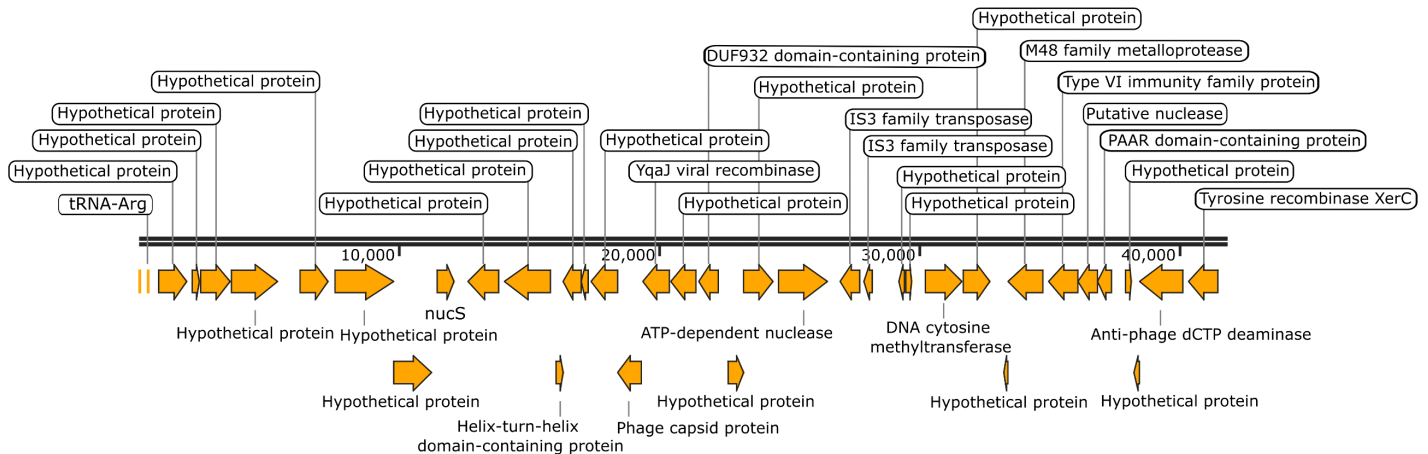 Hypothetical protein
M48 family metalloprotease
DUF932 domain-containing protein
Hypothetical protein
Type VI immunity family protein
Hypothetical protein
Hypothetical protein
Hypothetical protein
IS3 family transposase
Putative nuclease
Hypothetical protein
Hypothetical protein
Hypothetical protein
IS3 family transposase
PAAR domain-containing protein
Hypothetical protein
Hypothetical protein
YqaJ viral recombinase
Hypothetical protein
Hypothetical protein
tRNA-Arg
Hypothetical protein
Hypothetical protein
Hypothetical protein
Tyrosine recombinase XerC
10,000
20,000
30,000
40,000
nucS
Hypothetical protein
Hypothetical protein
ATP-dependent nuclease
DNA cytosine
methyltransferase
Anti-phage dCTP deaminase
Hypothetical protein
Helix-turn-helix
domain-containing protein
Phage capsid protein
Hypothetical protein
Hypothetical protein
Hypothetical protein